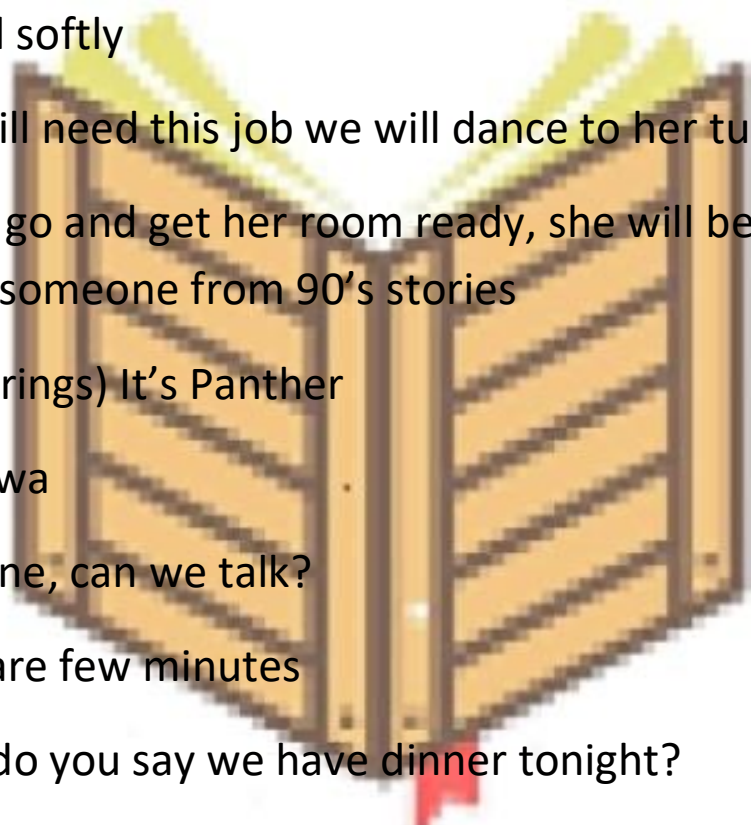 softly
ill need this job we will dance to her tu
go and get her room ready, she will be
someone from 90’s stories
rings) It’s Panther
wa
ne, can we talk?
are few minutes
do you say we have dinner tonight?